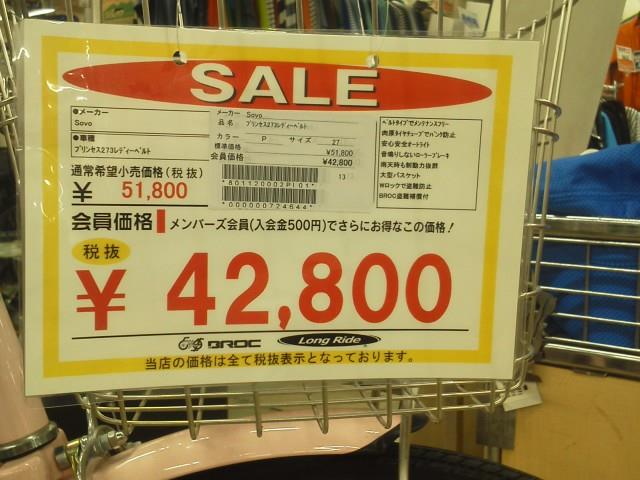 SALE
●メーカー
Sovo
●車種
プリンセス273レディーベルト
通常希望小売価格(税抜)
¥ 51,800
メーカー Sovo
品名 プリンセス273レディーベルト
カラー P サイズ 27
標準価格 ¥51,800
会員価格 ¥42,800
*601120002PI01*
*0000000724644*
ベルトタイプでメンテナンスフリー
肉厚タイヤチューブでパンク防止
安心安全オートライト
音鳴りしないローラーブレーキ
雨天時も制動力抜群
大型バスケット
Wロックで盗難防止
BROC盗難補償付
会員価格 メンバーズ会員(入会金500円)でさらにお得なこの価格!
税抜
¥ 42,800
BROC Long Ride
当店の価格は全て税抜表示となっております。